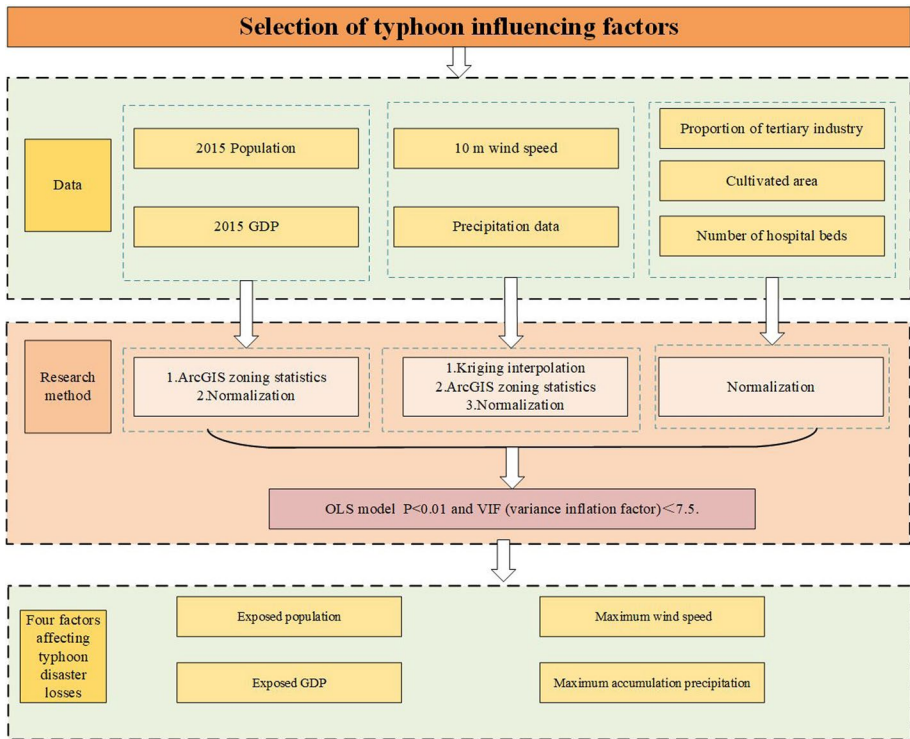 Selection of typhoon influencing factors
Data
2015 Population
2015 GDP
10 m wind speed
Precipitation data
Proportion of tertiary industry
Cultivated area
Number of hospital beds
Research
method
1.ArcGIS zoning statistics
2.Normalization
1.Kriging interpolation
2.ArcGIS zoning statistics
3.Normalization
Normalization
OLS model P<0.01 and VIF (variance inflation factor)＜7.5.
Four factors
affecting
typhoon
disaster
losses
Exposed population
Maximum wind speed
Exposed GDP
Maximum accumulation precipitation